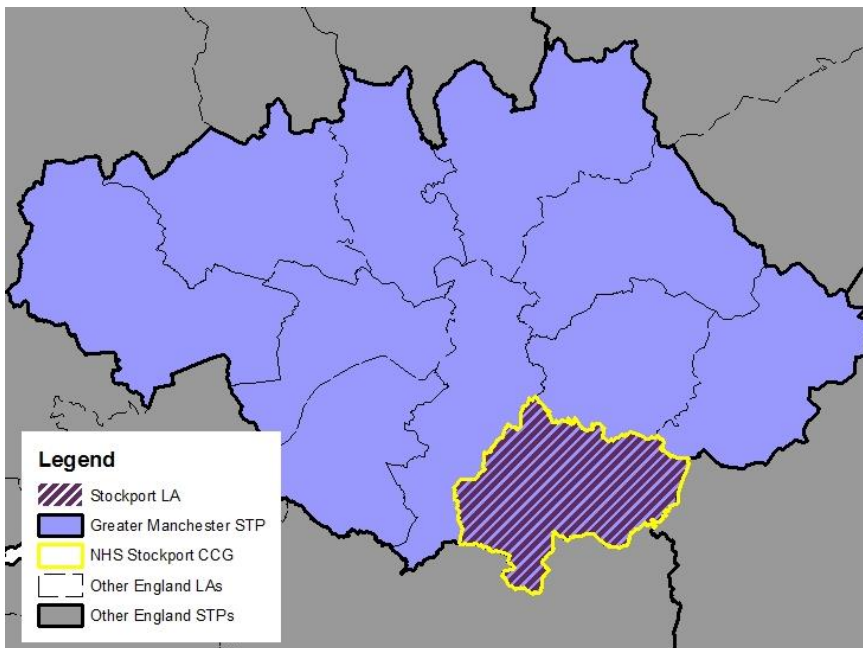 Legend
Stockport LA
Greater Manchester STP
NHS Stockport CCG
Other England LAs
Other England STPs